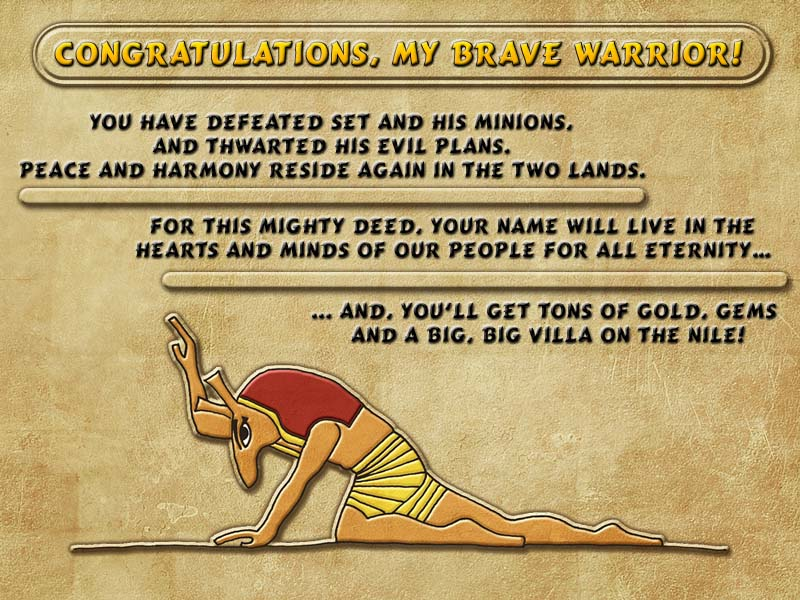 CONGRATULATIONS, MY BRAVE WARRIOR!
YOU HAVE DEFEATED SET AND HIS MINIONS,
AND THWARTED HIS EVIL PLANS.
PEACE AND HARMONY RESIDE AGAIN IN THE TWO LANDS.
FOR THIS MIGHTY DEED, YOUR NAME WILL LIVE IN THE
HEARTS AND MINDS OF OUR PEOPLE FOR ALL ETERNITY...
... AND, YOU'LL GET TONS OF GOLD, GEMS
AND A BIG, BIG VILLA ON THE NILE!